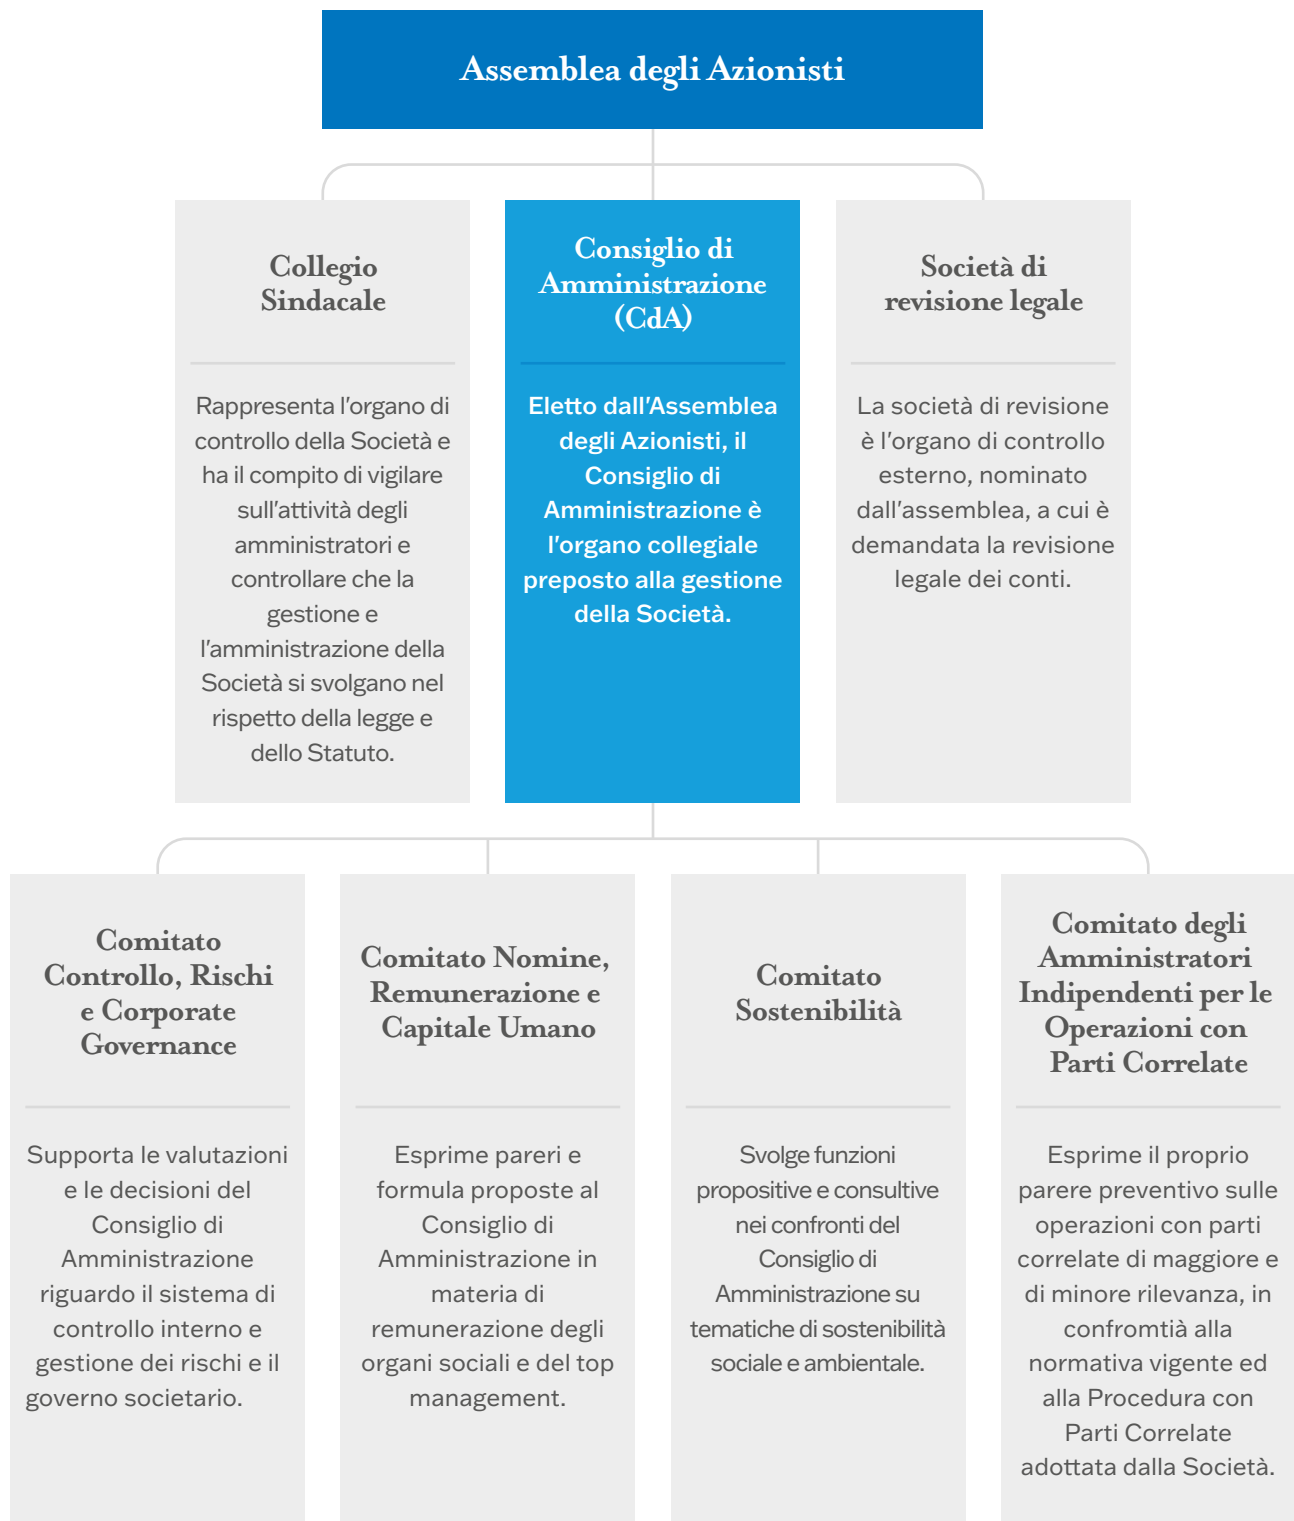 Assemblea degli Azionisti
Collegio
Sindacale
Rappresenta l'organo di
controllo della Società e
ha il compito di vigilare
sull'attività degli
amministratori e
controllare che la
gestione e
l'amministrazione della
Società si svolgano nel
rispetto della legge e
dello Statuto.
Consiglio di
Amministrazione
(CdA)
Eletto dall'Assemblea
degli Azionisti, il
Consiglio di
Amministrazione è
l'organo collegiale
preposto alla gestione
della Società.
Società di
revisione legale
La società di revisione
è l'organo di controllo
esterno, nominato
dall'assemblea, a cui è
demandata la revisione
legale dei conti.
Comitato
Controllo, Rischi
e Corporate
Governance
Supporta le valutazioni
e le decisioni del
Consiglio di
Amministrazione
riguardo il sistema di
controllo interno e
gestione dei rischi e il
governo societario.
Comitato Nomine,
Remunerazione e
Capitale Umano
Esprime pareri e
formula proposte al
Consiglio di
Amministrazione in
materia di
remunerazione degli
organi sociali e del top
management.
Comitato
Sostenibilità
Svolge funzioni
propositive e consultive
nei confronti del
Consiglio di
Amministrazione su
tematiche di sostenibilità
sociale e ambientale.
Comitato degli
Amministratori
Indipendenti per le
Operazioni con
Parti Correlate
Esprime il proprio
parere preventivo sulle
operazioni con parti
correlate di maggiore e
di minore rilevanza, in
confromtià alla
normativa vigente ed
alla Procedura con
Parti Correlate
adottata dalla Società.